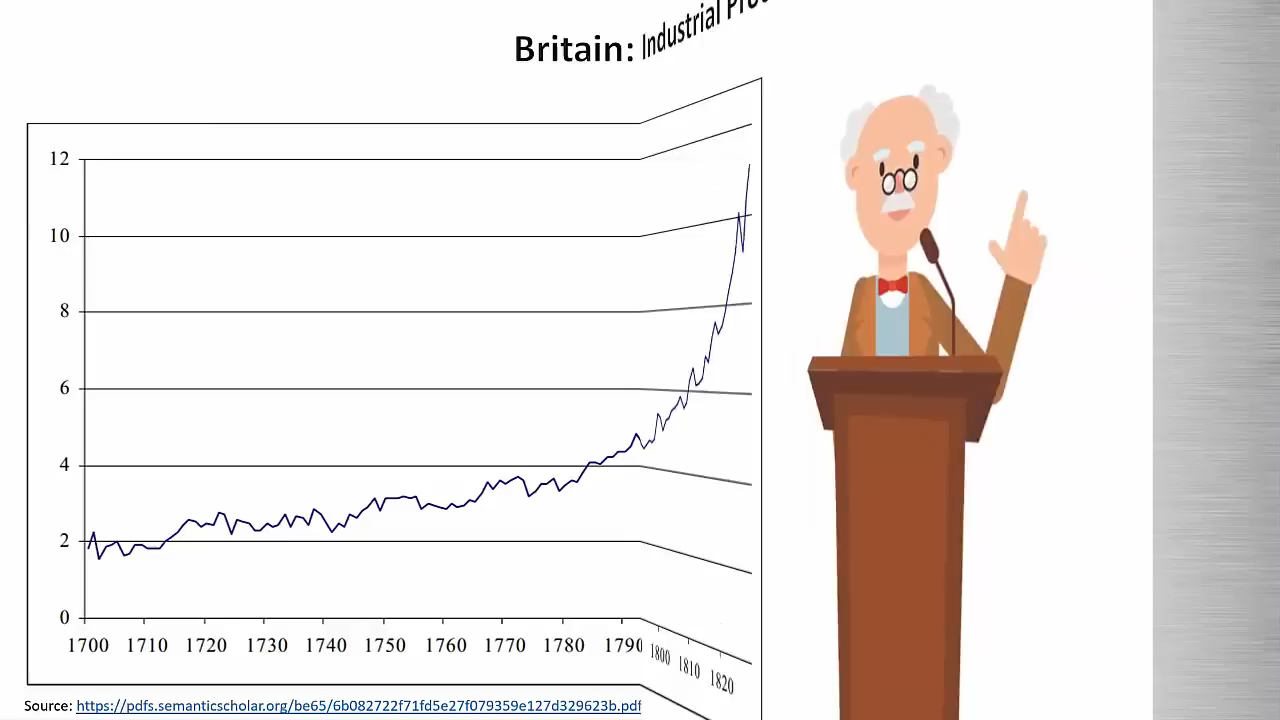 Britain: Industrial
12
10
8
6
4
2
0
1700 1710 1720 1730 1740 1750 1760 1770 1780 1790 1800 1810 1820
Source: https://pdfs.semanticscholar.org/be65/6b082722f71fd5e27f079359e127d329623b.pdf